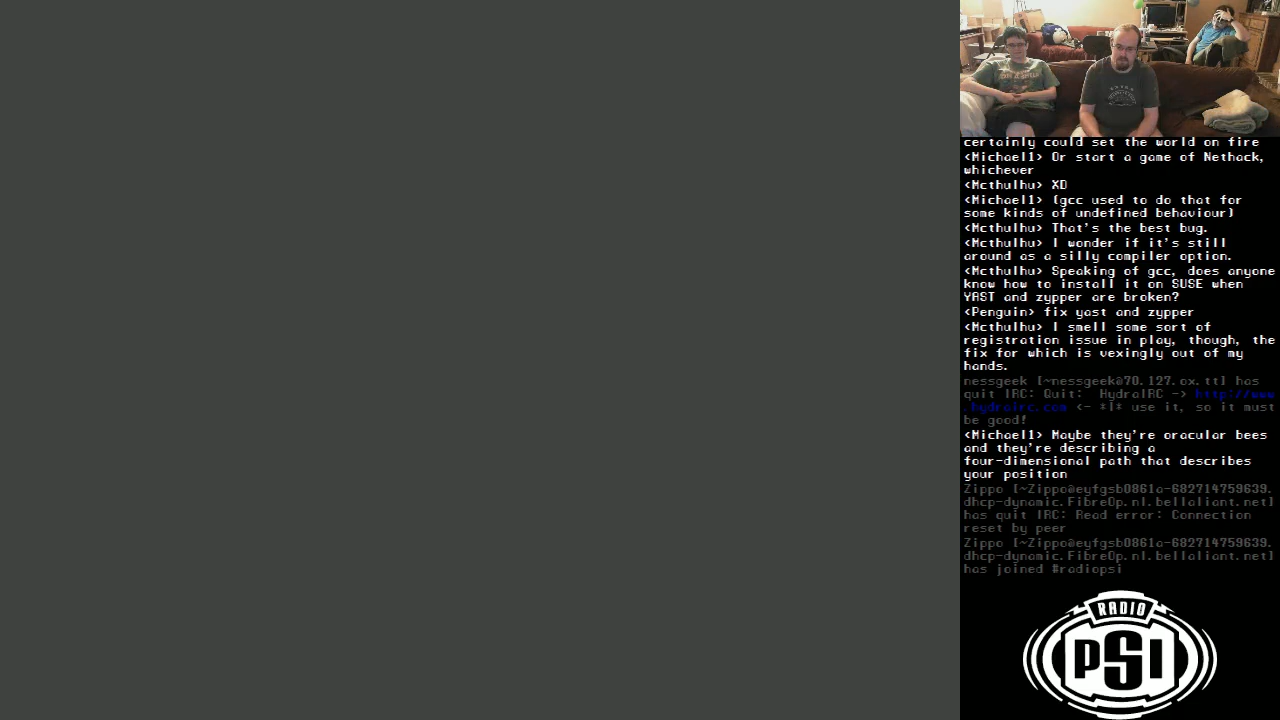 certainly could set the world on fire
<Michael1> Or start a game of Nethack,
whichever
<Mcthulhu> XD
<Michael1> (gcc used to do that for
some kinds of undefined behaviour)
<Mcthulhu> That's the best bug.
<Mcthulhu> I wonder if it's still
around as a silly compiler option.
<Mcthulhu> Speaking of gcc, does anyone
know how to install it on SUSE when
YAST and zypper are broken?
<Penguin> fix yast and zypper
<Mcthulhu> I smell some sort of
registration issue in play, though, the
fix for which is vexingly out of my
hands.
nessgeek [~nessgeek@70.127.ox.tt] has
quit IRC: Quit:  HydraIRC -> http://www
.hydrairc.com <- *I* use it, so it must
be good!
<Michael1> Maybe they're oracular bees
and they're describing a
four-dimensional path that describes
your position
Zippo [~Zippo@eyfgsb0861a-682714759639.
dhcp-dynamic.FibreOp.nl.bellaliant.net]
has quit IRC: Read error: Connection
reset by peer
Zippo [~Zippo@eyfgsb0861a-682714759639.
dhcp-dynamic.FibreOp.nl.bellaliant.net]
has joined #radiopsi
RADIO
PSI